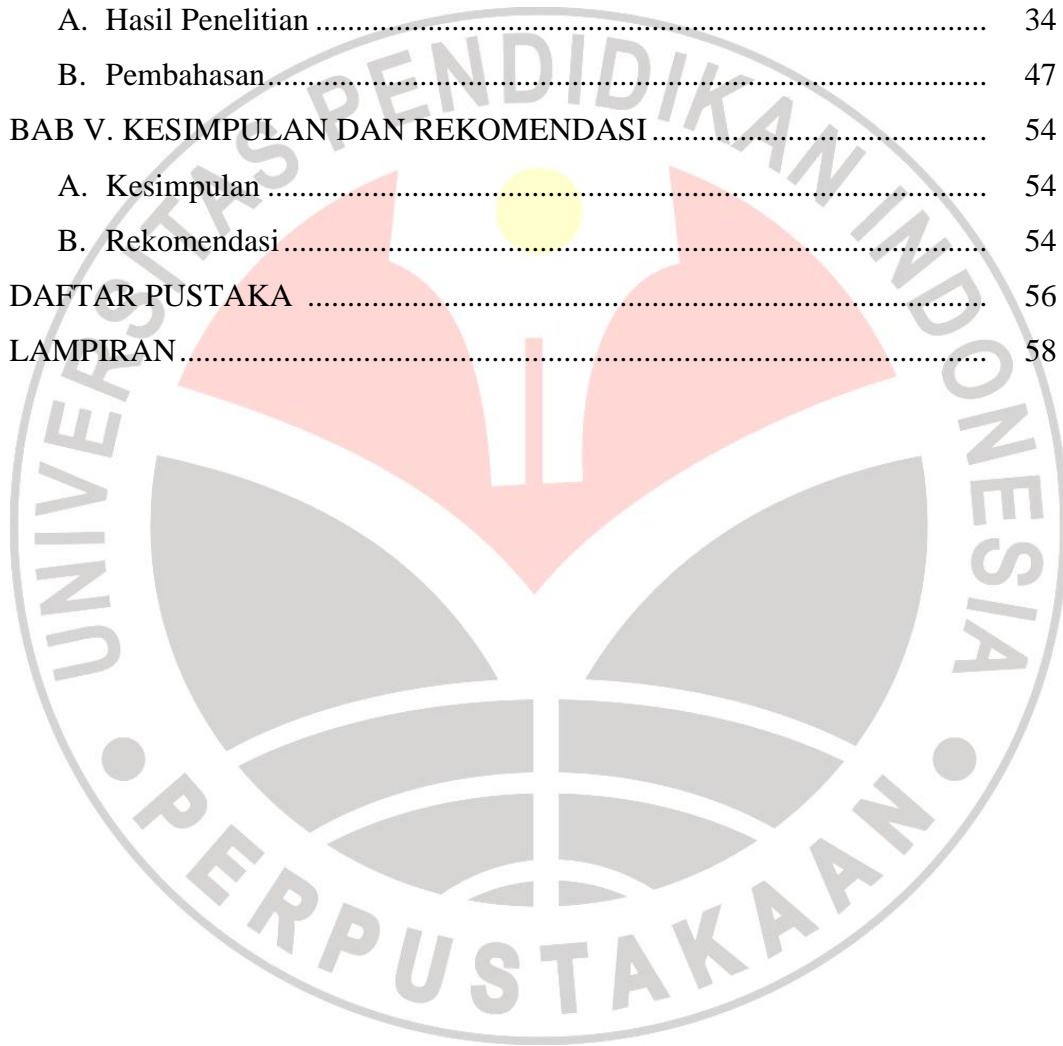 A. Hasil Penelitian ........................................................................................ 34
B. Pembahasan ............................................................................................ 47
BAB V. KESIMPULAN DAN REKOMENDASI .......................................... 54
A. Kesimpulan ............................................................................................ 54
B. Rekomendasi .......................................................................................... 54
DAFTAR PUSTAKA ..................................................................................... 56
LAMPIRAN ..................................................................................................... 58
UNIVERSITAS PENDIDIKAN INDONESIA
PERPUSTAKAAN